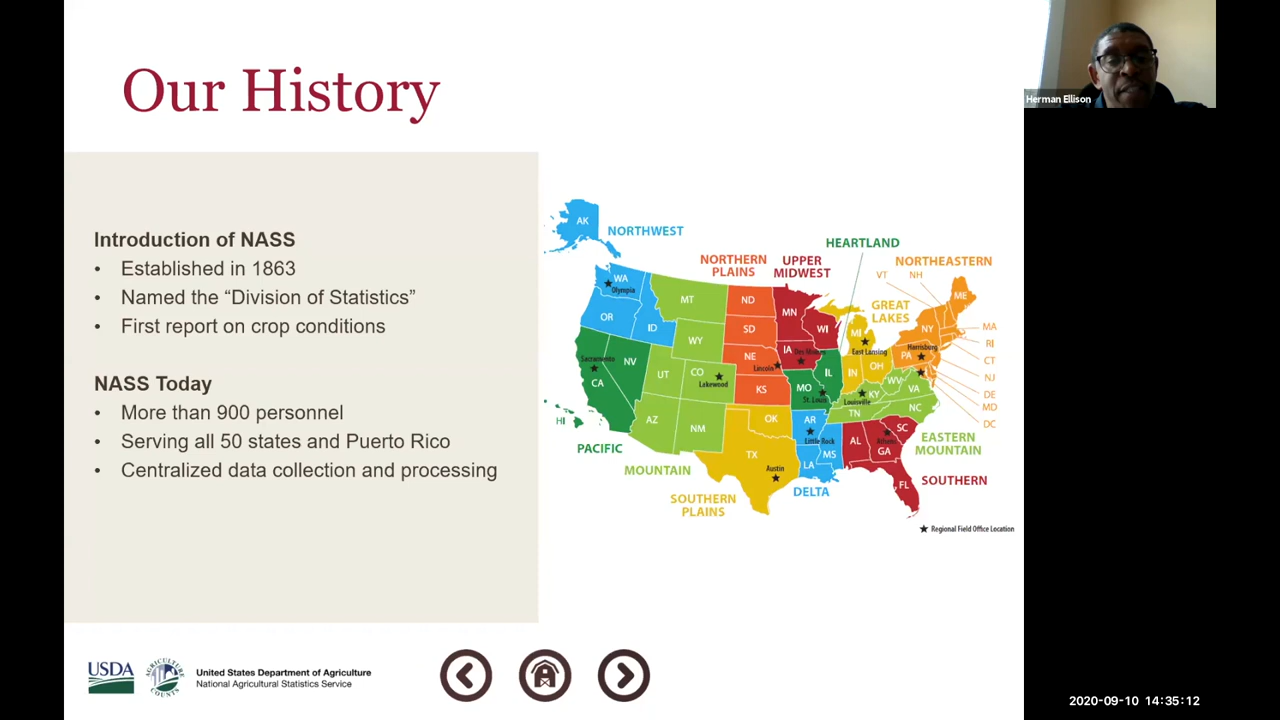 Our History
Herman Ellison
Introduction of NASS
• Established in 1863
• Named the “Division of Statistics”
• First report on crop conditions
NASS Today
• More than 900 personnel
• Serving all 50 states and Puerto Rico
• Centralized data collection and processing
AK
NORTHWEST
HEARTLAND
NORTHERN
PLAINS
UPPER
MIDWEST
NORTHEASTERN
VT
NH
WA
Olympia
MT
ND
MN
ME
GREAT
LAKES
OR
ID
SD
WI
MI
NY
MA
RI
WY
East Lansing
Harrisburg
CT
Sacramento
NV
NE
Lincoln
IA
Des Moines
PA
UT
CO
Lakewood
IL
IN
OH
NJ
CA
KS
MO
St. Louis
WV
VA
KY
Louisville
DE
MD
DC
HI
AZ
NM
OK
AR
Little Rock
TN
NC
SC
PACIFIC
TX
MS
AL
GA
Athens
EASTERN
MOUNTAIN
MOUNTAIN
Austin
LA
FL
SOUTHERN
SOUTHERN
PLAINS
DELTA
★ Regional Field Office Location
USDA
AGRICULTURE COUNTS
United States Department of Agriculture
National Agricultural Statistics Service
2020-09-10 14:35:12